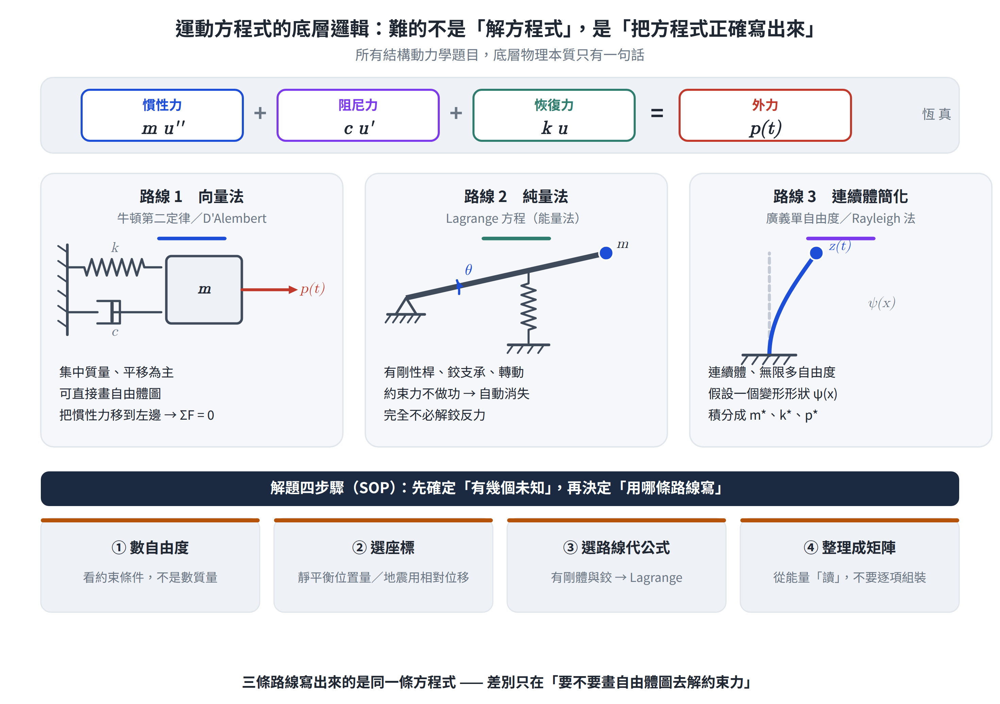 運動方程式的底層邏輯：難的不是「解方程式」，是「把方程式正確寫出來」
所有結構動力學題目，底層物理本質只有一句話
慣性力
m u''
+
阻尼力
c u'
+
恢復力
k u
=
外力
p(t)
恆 真
路線 1　向量法
牛頓第二定律／D'Alembert
k
m
p(t)
c
集中質量、平移為主
可直接畫自由體圖
把慣性力移到左邊 → ΣF = 0
路線 2　純量法
Lagrange 方程（能量法）
m
θ
有剛性桿、鉸支承、轉動
約束力不做功 → 自動消失
完全不必解鉸反力
路線 3　連續體簡化
廣義單自由度／Rayleigh 法
z(t)
ψ(x)
連續體、無限多自由度
假設一個變形形狀 ψ(x)
積分成 m*、k*、p*
解題四步驟（SOP）：先確定「有幾個未知」，再決定「用哪條路線寫」
① 數自由度
看約束條件，不是數質量
② 選座標
靜平衡位置量／地震用相對位移
③ 選路線代公式
有剛體與鉸 → Lagrange
④ 整理成矩陣
從能量「讀」，不要逐項組裝
三條路線寫出來的是同一條方程式 —— 差別只在「要不要畫自由體圖去解約束力」